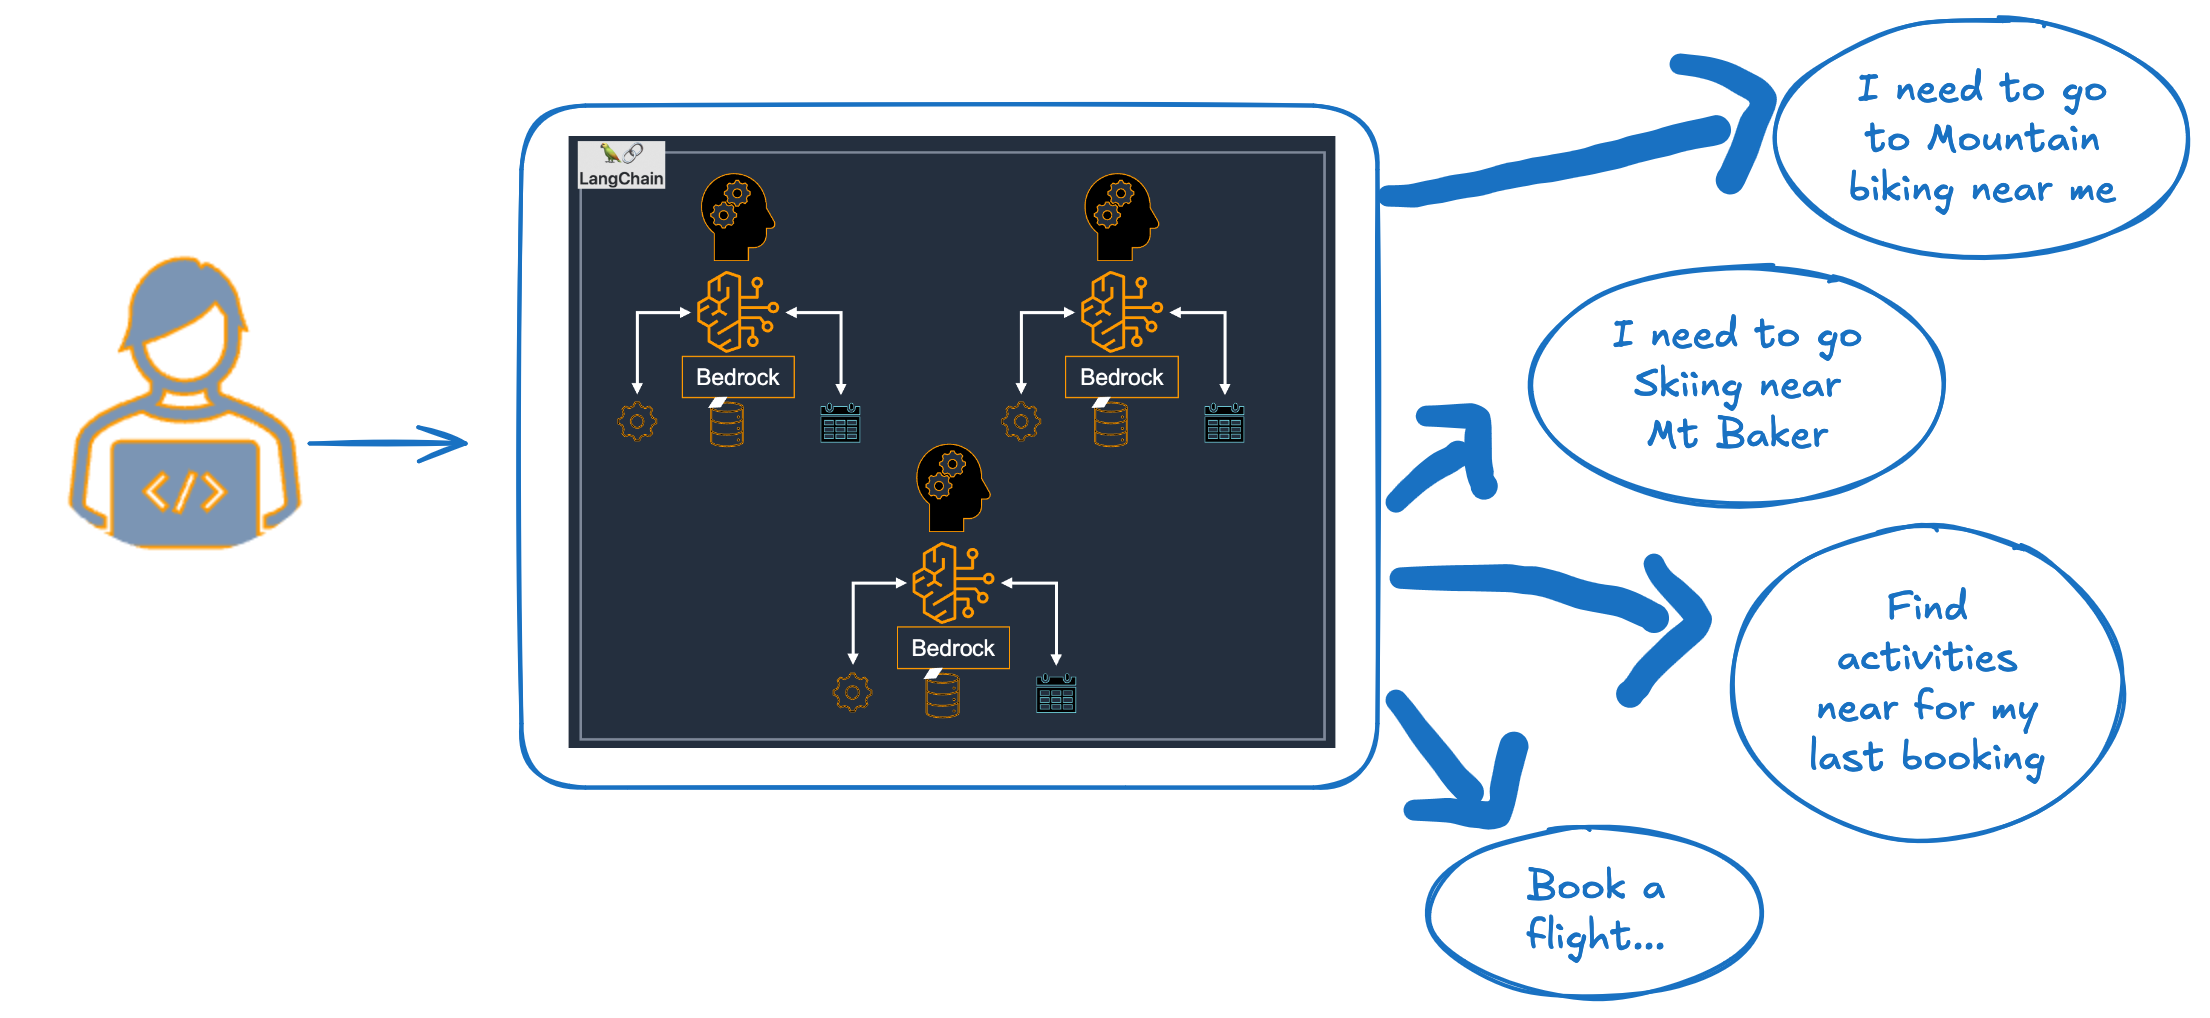 LangChain
Bedrock
Bedrock
Bedrock
</>
I need to go
to Mountain
biking near me
I need to go
Skiing near
Mt Baker
Find
activities
near for my
last booking
Book a
flight...